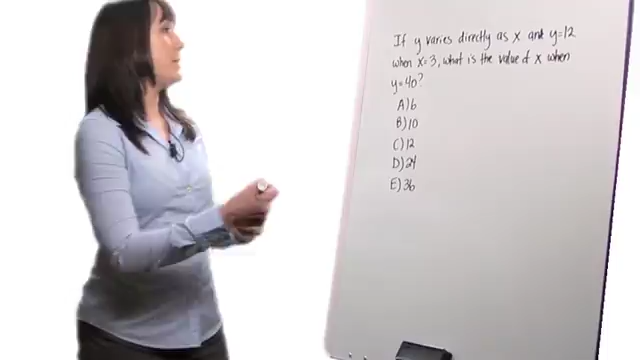 If y varies directly as x and y=12
when x=3, what is the value of x when
y=40?
A) 6
B) 10
C) 12
D) 24
E) 36